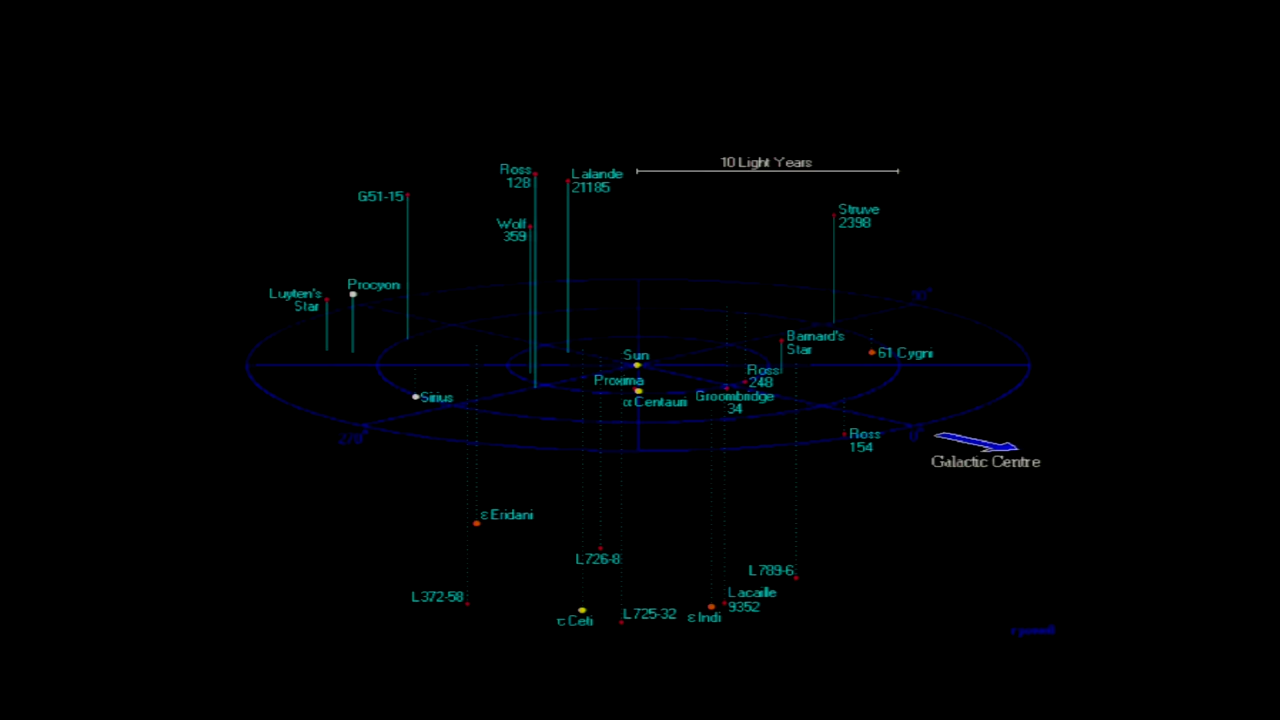 10 Light Years
Ross
128
Lalande
21185
G51-15
Wolf
359
Struve
2398
Luyten's
Star
Procyon
90°
Barnard's
Star
61 Cygni
Sun
Proxima
α Centauri
Ross
248
Groombridge
34
Sirius
270°
0°
Ross
154
Galactic Centre
ε Eridani
L726-8
L789-6
L372-58
Lacaille
9352
τ Ceti
L725-32
ε Indi